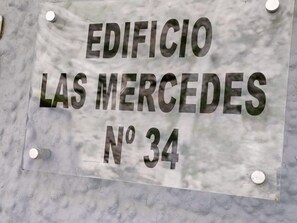 EDIFICIO
LAS MERCEDES
Nº 34